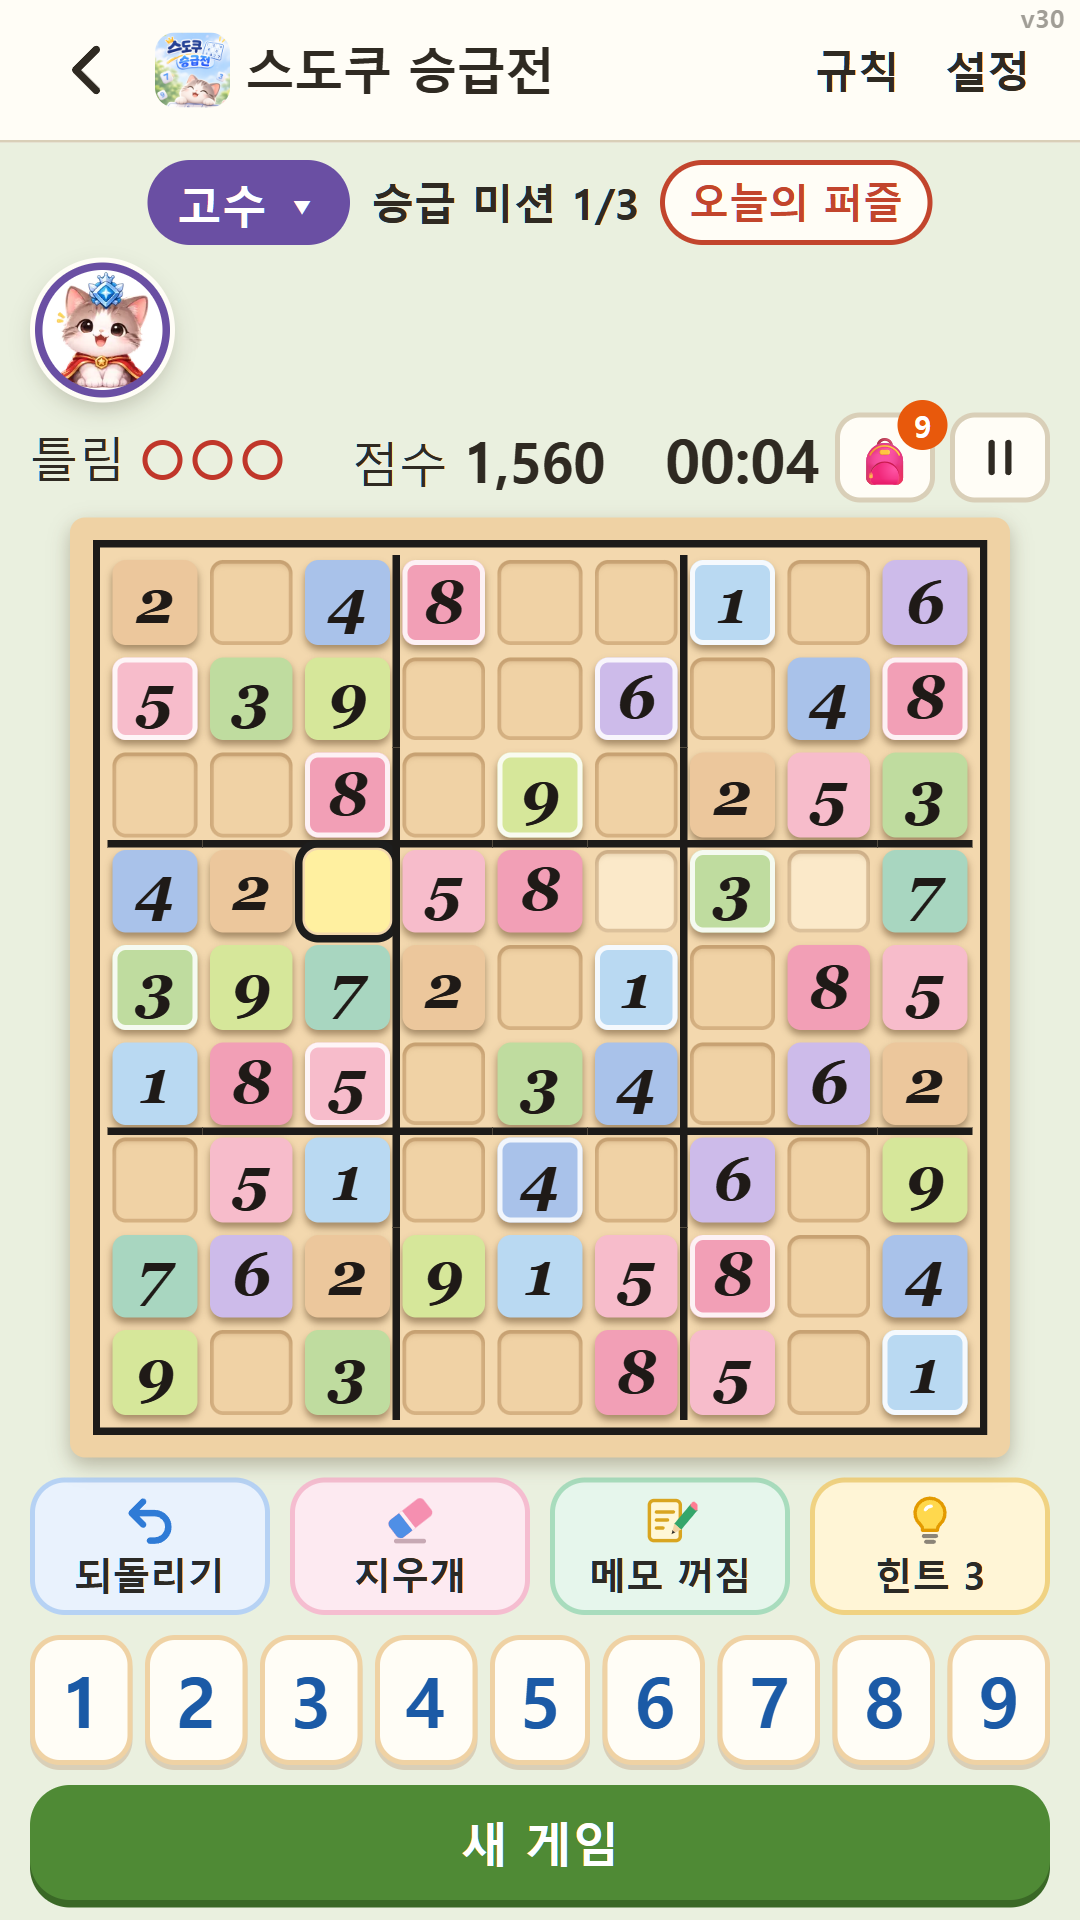 v30
스도쿠 승급전
규칙 설정
고수 ▼ 승급 미션 1/3 오늘의 퍼즐
9
틀림 점수 1,560 00:04
2 4 8 1 6
5 3 9 6 4 8
8 9 2 5 3
4 2 5 8 3 7
3 9 7 2 1 8 5
1 8 5 3 4 6 2
5 1 4 6 9
7 6 2 9 1 5 8 4
9 3 8 5 1
되돌리기 지우개 메모 꺼짐 힌트 3
1 2 3 4 5 6 7 8 9
새 게임